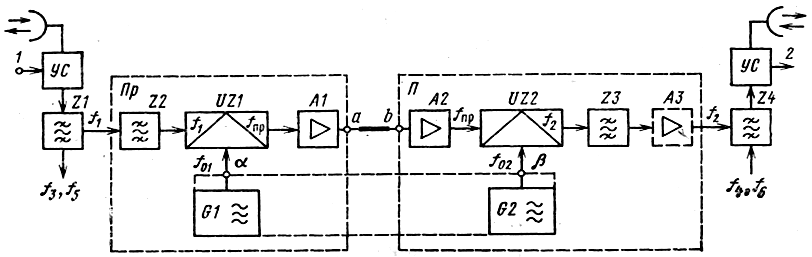 1
УС
Z1
f₁
f₃, f₅
Пр
Z2
UZ1
f₁
fпр
A1
a
b
f₀₁
α
G1
П
A2
fпр
UZ2
f₂
Z3
A3
f₂
f₀₂
β
G2
УС
2
Z4
f₄, f₆